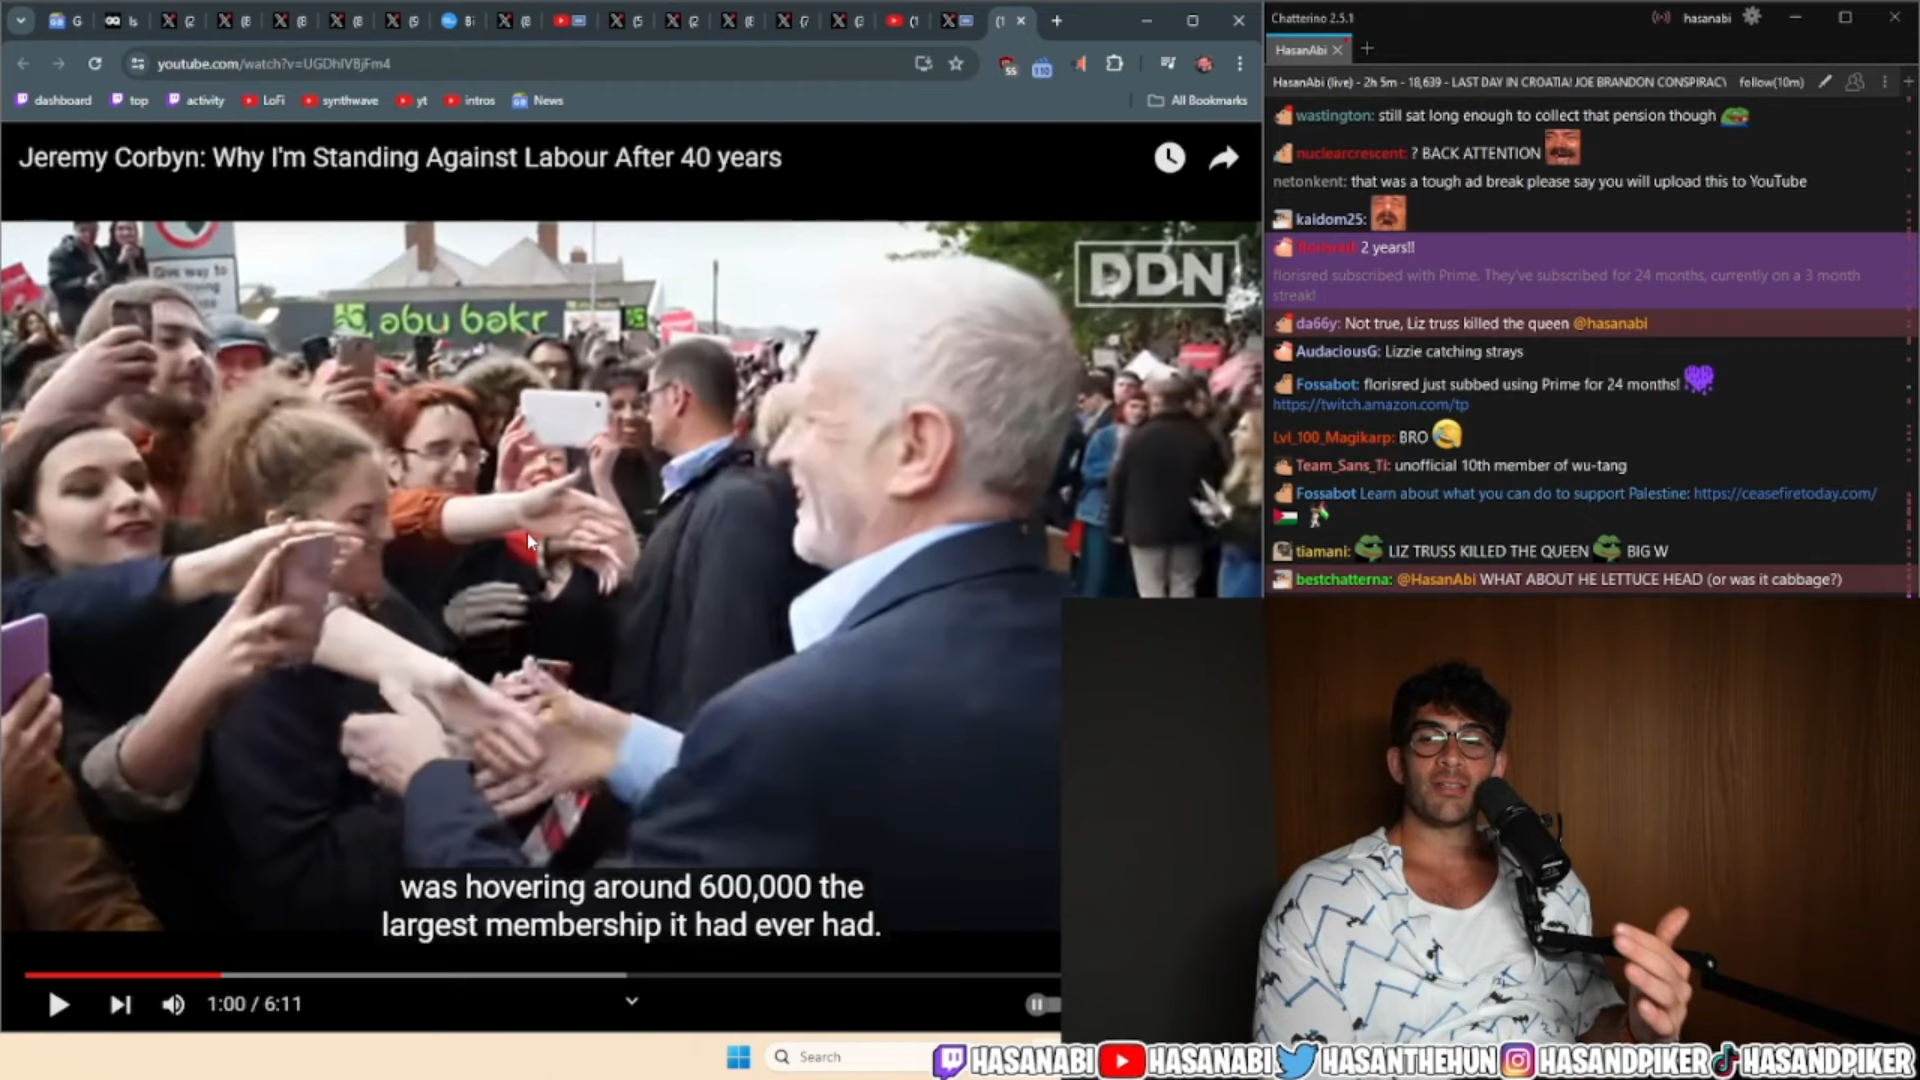 G
Is
Bi
youtube.com/watch?v=UGDhIVBjFm4
55
110
dashboard
top
activity
LoFi
synthwave
yt
intros
News
All Bookmarks
Jeremy Corbyn: Why I'm Standing Against Labour After 40 years
Give way to
DDN
abu bakr
was hovering around 600,000 the
largest membership it had ever had.
1:00 / 6:11
Search
Chatterino 2.5.1
hasanabi
HasanAbi
HasanAbi (live) - 2h 5m - 18,639 - LAST DAY IN CROATIA! JOE BRANDON CONSPIRACY
follow(10m)
wastington: still sat long enough to collect that pension though
nuclearcrescent: ? BACK ATTENTION
netonkent: that was a tough ad break please say you will upload this to YouTube
kaidom25:
florisred: 2 years!!
florisred subscribed with Prime. They've subscribed for 24 months, currently on a 3 month
streak!
da66y: Not true, Liz truss killed the queen @hasanabi
AudaciousG: Lizzie catching strays
Fossabot: florisred just subbed using Prime for 24 months!
https://twitch.amazon.com/tp
Lvl_100_Magikarp: BRO
Team_Sans_Ti: unofficial 10th member of wu-tang
Fossabot Learn about what you can do to support Palestine: https://ceasefiretoday.com/
tiamani: LIZ TRUSS KILLED THE QUEEN BIG W
bestchatterna: @HasanAbi WHAT ABOUT HE LETTUCE HEAD (or was it cabbage?)
HASANABI HASANABI HASANTHEHUN HASANDPIKER HASANDPIKER